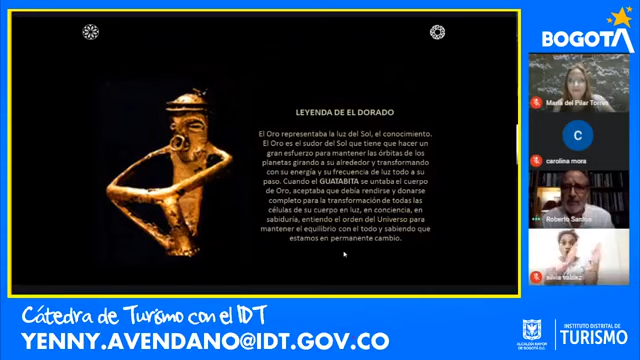 BOGOTÁ
LEYENDA DE EL DORADO
El Oro representaba la luz del Sol, el conocimiento.
El Oro es el sudor del Sol que tiene que hacer un
gran esfuerzo para mantener las órbitas de los
planetas girando a su alrededor y transformando
con su energía y su frecuencia de luz todo a su
paso. Cuando el GUATABITA se untaba el cuerpo
de Oro, aceptaba que debía rendirse y donarse
completo para la transformación de todas las
células de su cuerpo en luz, en conciencia, en
sabiduría, entiendo el orden del Universo para
mantener el equilibrio con el todo y sabiendo que
estamos en permanente cambio.
María del Pilar Torres
C
carolina mora
Roberto
Cátedra de Turismo con el IDT
YENNY.AVENDANO@IDT.GOV.CO
ALCALDÍA MAYOR
DE BOGOTÁ D.C.
INSTITUTO DISTRITAL DE
TURISMO